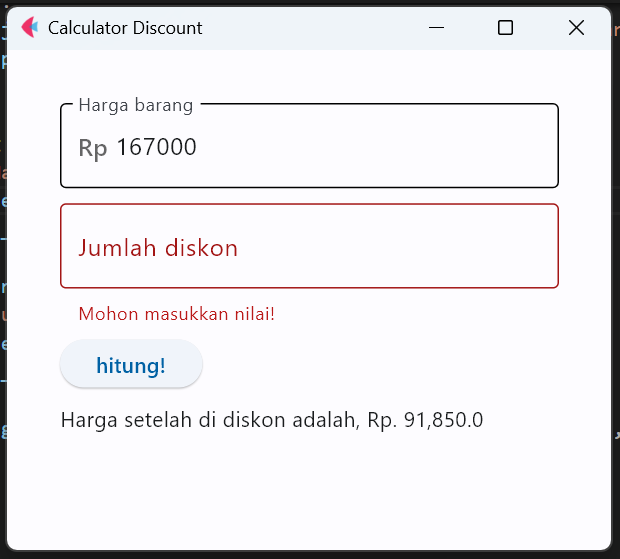 Calculator Discount
Harga barang
Rp 167000
Jumlah diskon
Mohon masukkan nilai!
hitung!
Harga setelah di diskon adalah, Rp. 91,850.0